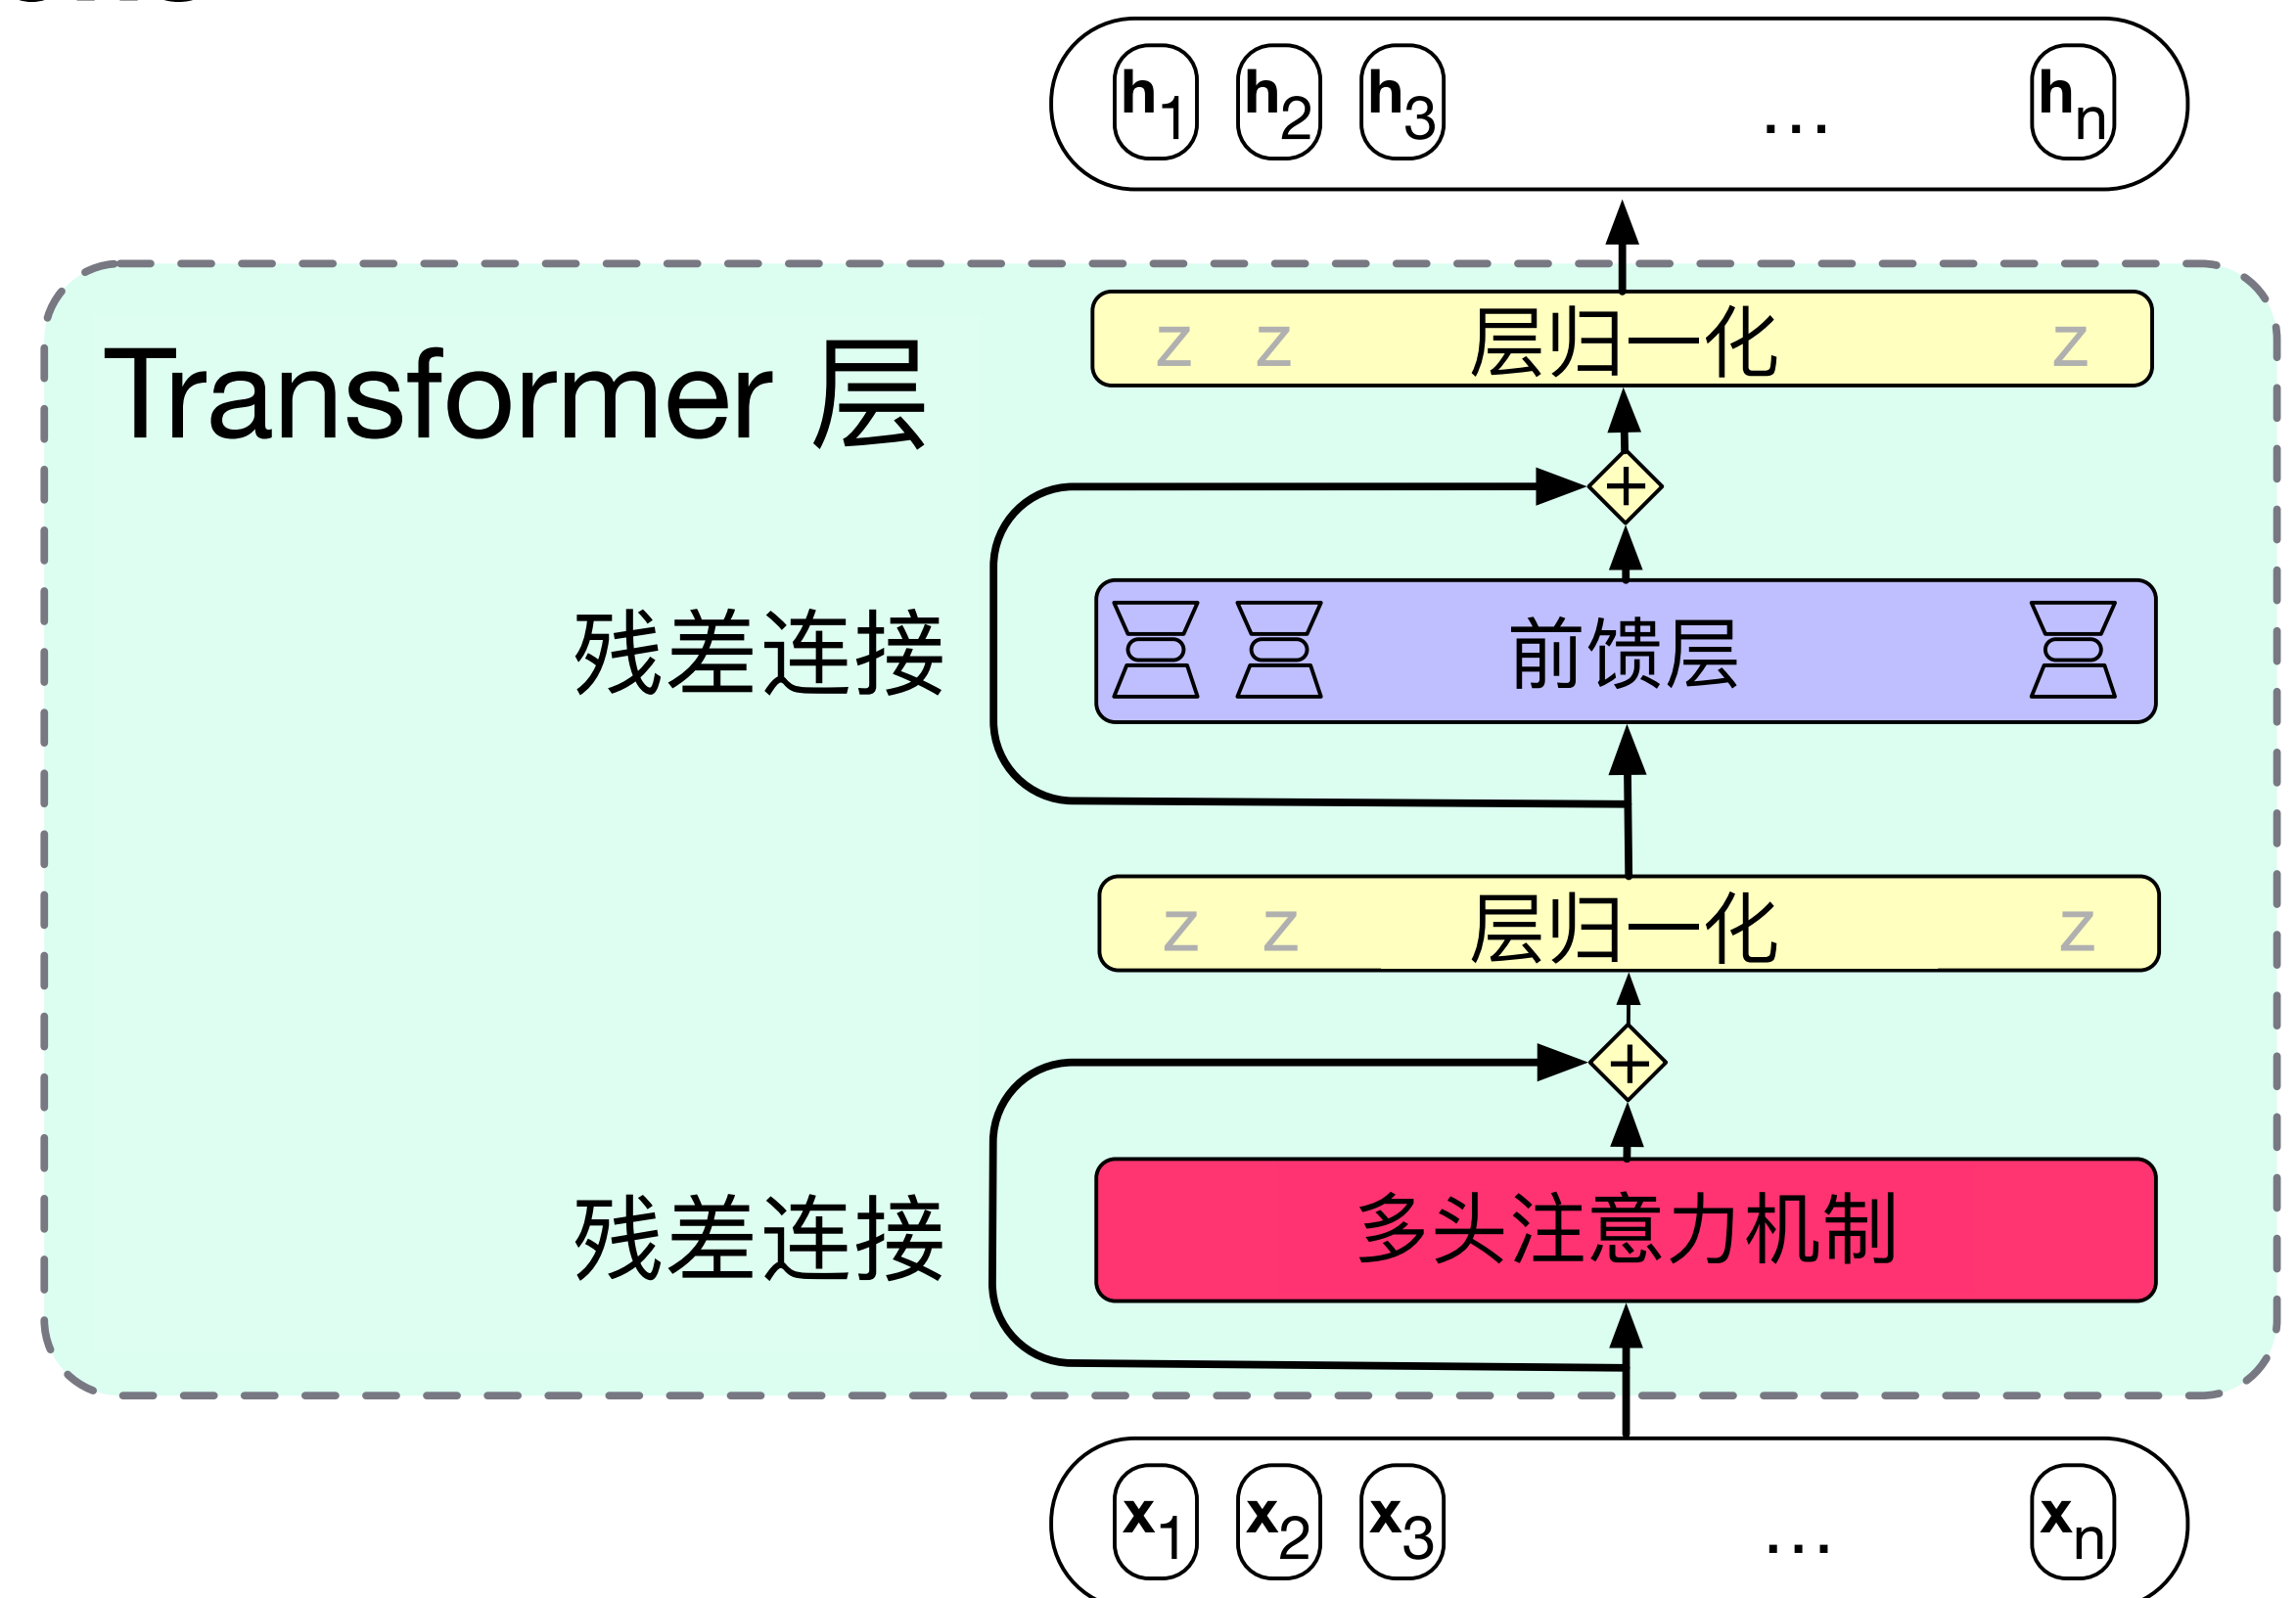 h1 h2 h3 … hn
Transformer 层
z z 层归一化 z
残差连接
前馈层
z z 层归一化 z
残差连接
多头注意力机制
x1 x2 x3 … xn